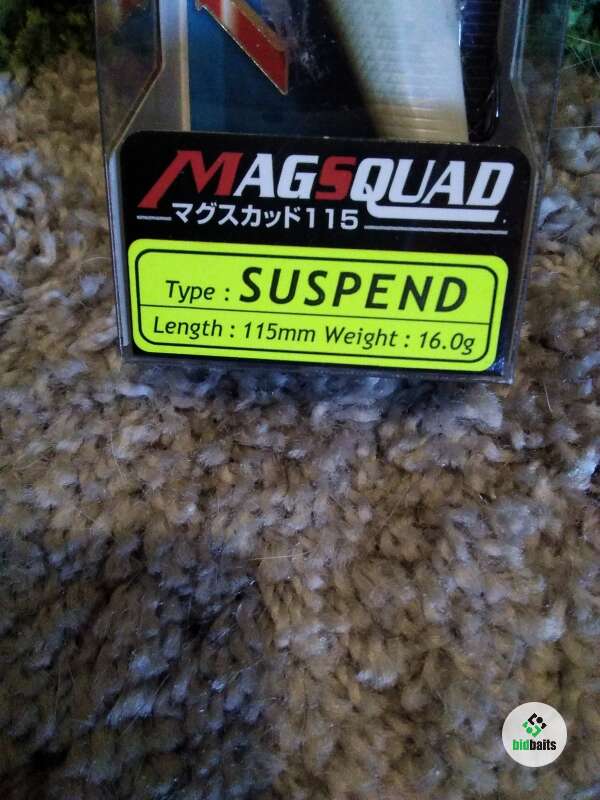 MAGSQUAD
マグスカッド115
Type : SUSPEND
Length : 115mm Weight : 16.0g
bidbaits